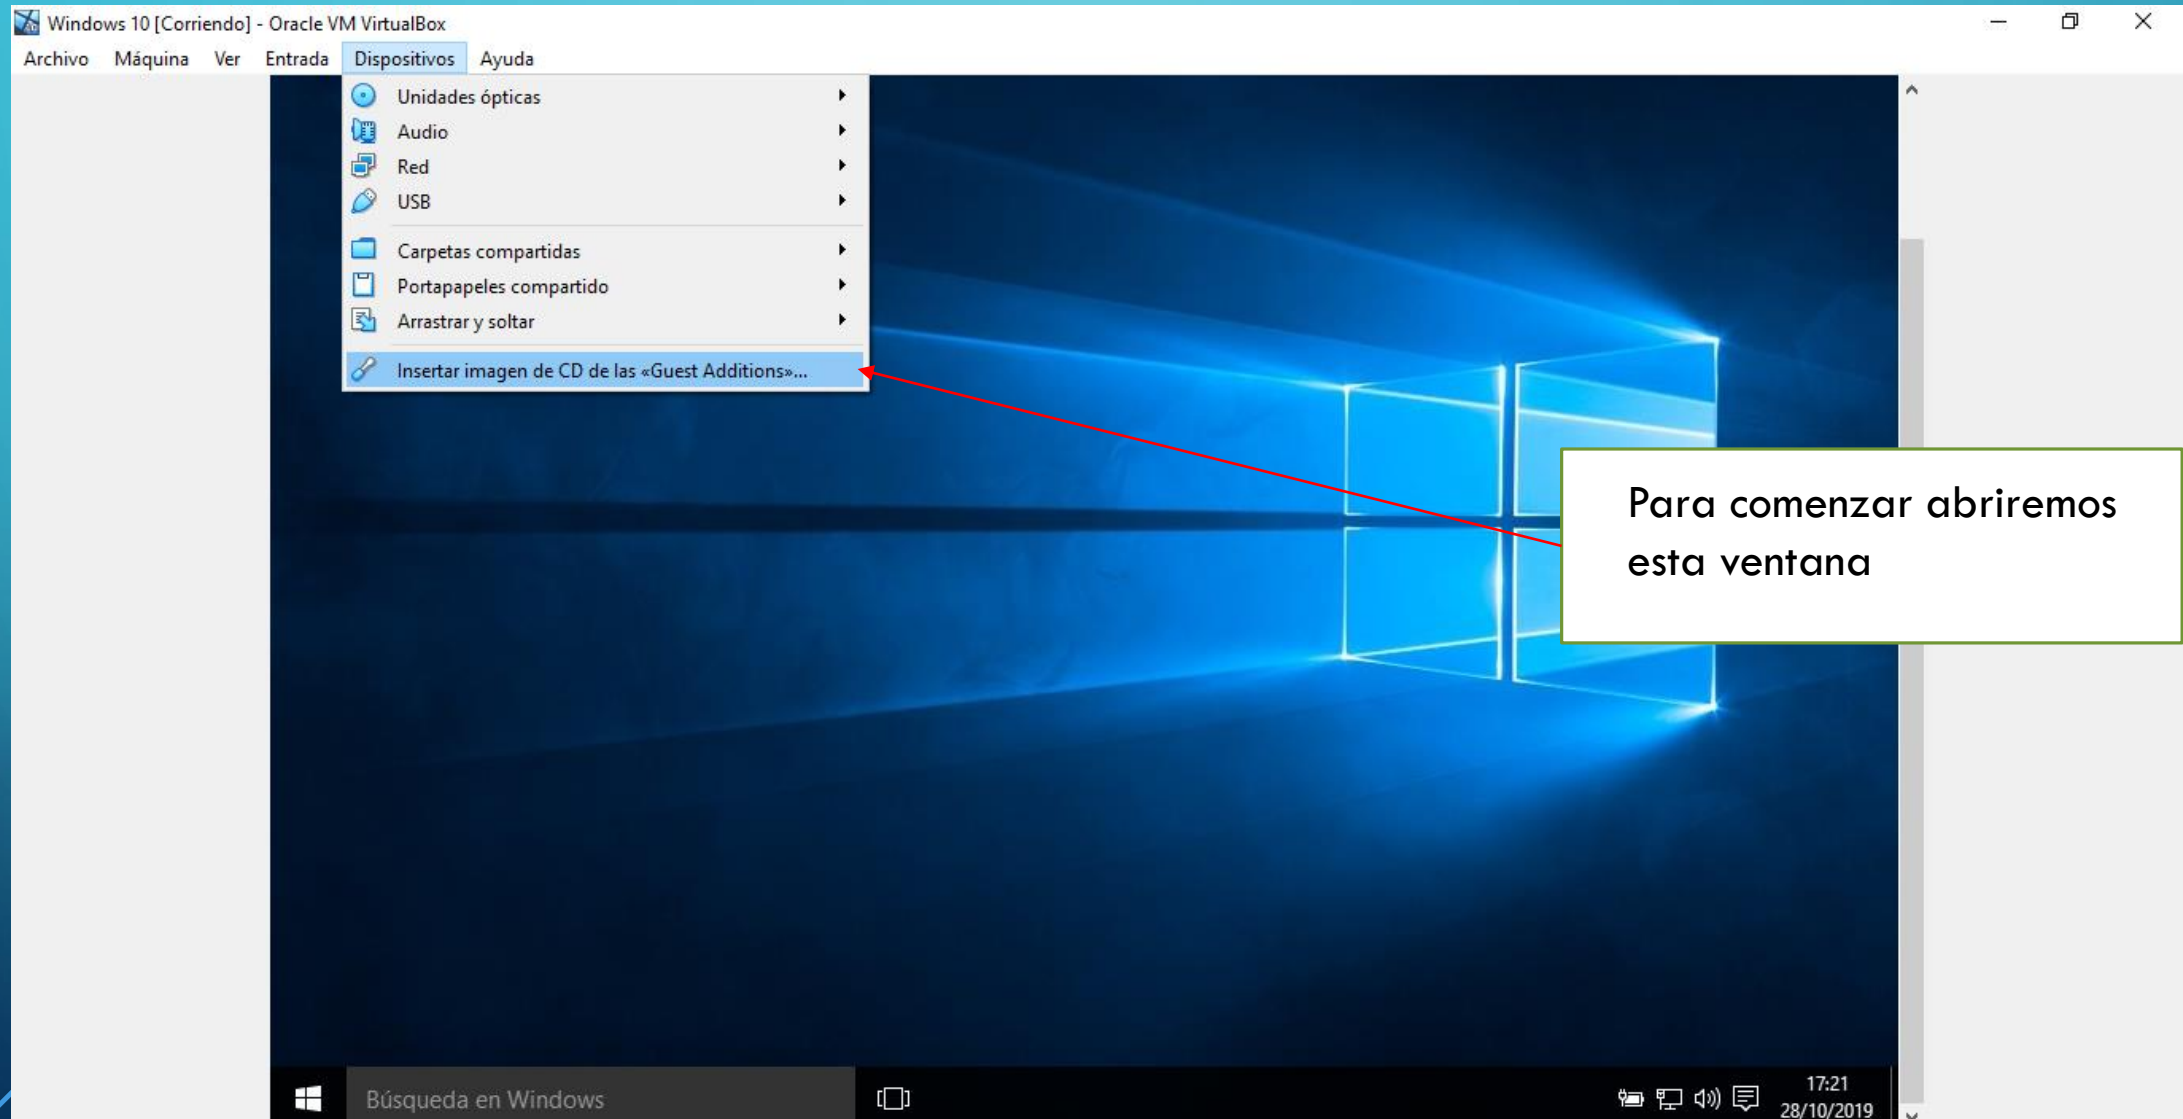 Windows 10 [Corriendo] - Oracle VM VirtualBox
Archivo Máquina Ver Entrada Dispositivos Ayuda
Unidades ópticas
Audio
Red
USB
Carpetas compartidas
Portapapeles compartido
Arrastrar y soltar
Insertar imagen de CD de las «Guest Additions»...
Para comenzar abriremos
esta ventana
Búsqueda en Windows
17:21
28/10/2019